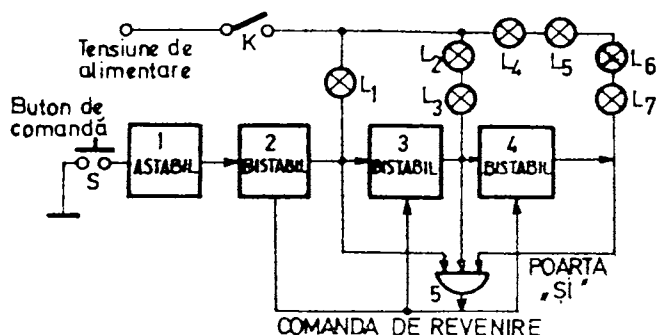 Tensiune de
alimentare
K
L1
L2
L3
L4
L5
L6
L7
Buton de
comandă
S
1
ASTABIL
2
BISTABIL
3
BISTABIL
4
BISTABIL
5
POARTA
„ȘI"
COMANDA DE REVENIRE